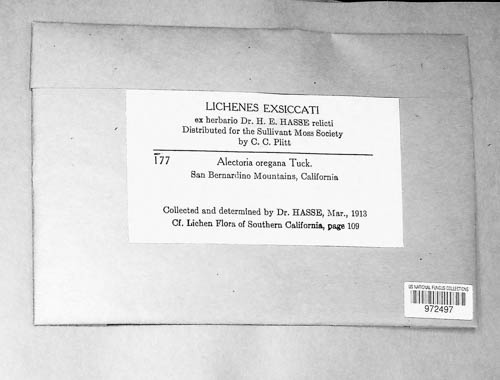 LICHENES EXSICCATI
ex herbario Dr. H. E. HASSE relicti
Distributed for the Sullivant Moss Society
by C. C. Plitt
177 Alectoria oregana Tuck.
San Bernardino Mountains, California
Collected and determined by Dr. HASSE, Mar., 1913
Cf. Lichen Flora of Southern California, page 109
US NATIONAL FUNGUS COLLECTIONS
972497